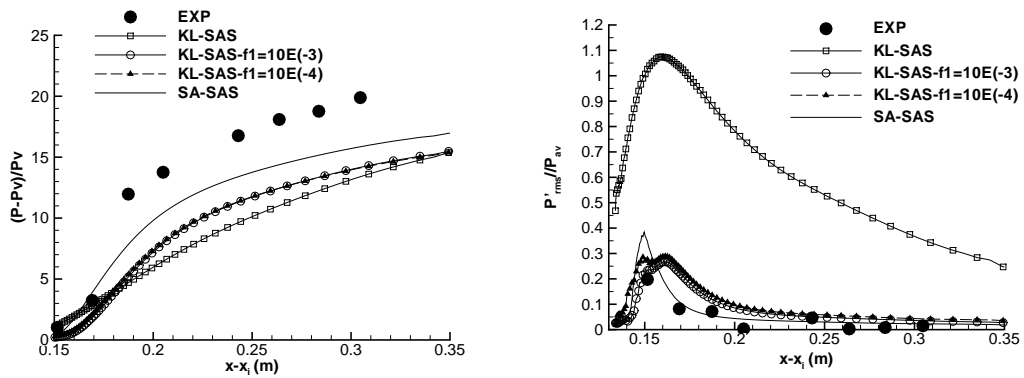 EXP
KL-SAS
KL-SAS-f1=10E(-3)
KL-SAS-f1=10E(-4)
SA-SAS
25
20
15
10
5
0
(P-Pv)/Pv
0.15
0.2
0.25
0.3
0.35
x-xi (m)
EXP
KL-SAS
KL-SAS-f1=10E(-3)
KL-SAS-f1=10E(-4)
SA-SAS
1.2
1.1
1
0.9
0.8
0.7
0.6
0.5
0.4
0.3
0.2
0.1
0
P'rms//Pav
0.15
0.2
0.25
0.3
0.35
x-xi (m)